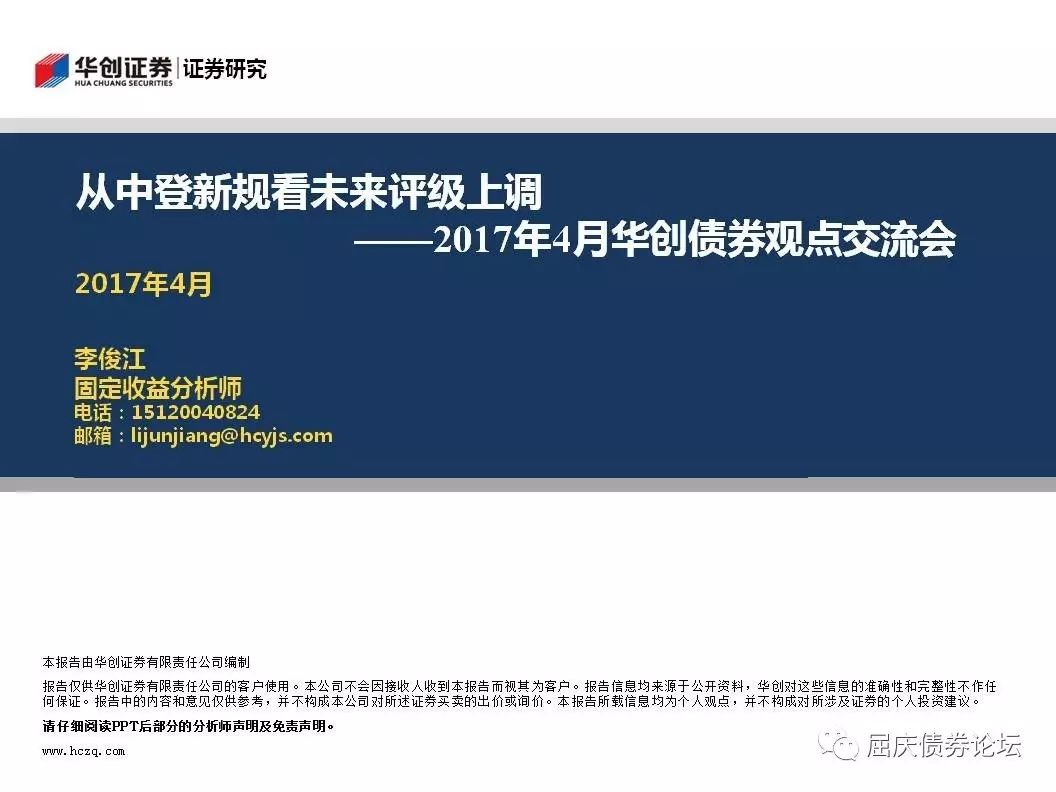 华创证券 | 证券研究
HUA CHUANG SECURITIES
从中登新规看未来评级上调
——2017年4月华创债券观点交流会
2017年4月
李俊江
固定收益分析师
电话：15120040824
邮箱：lijunjiang@hcyjs.com
本报告由华创证券有限责任公司编制
报告仅供华创证券有限责任公司的客户使用。本公司不会因接收人收到本报告而视其为客户。报告信息均来源于公开资料，华创对这些信息的准确性和完整性不作任
何保证。报告中的内容和意见仅供参考，并不构成本公司对所述证券买卖的出价或询价。本报告所载信息均为个人观点，并不构成对所涉及证券的个人投资建议。
请仔细阅读PPT后部分的分析师声明及免责声明。
www.hczq.com
屈庆债券论坛